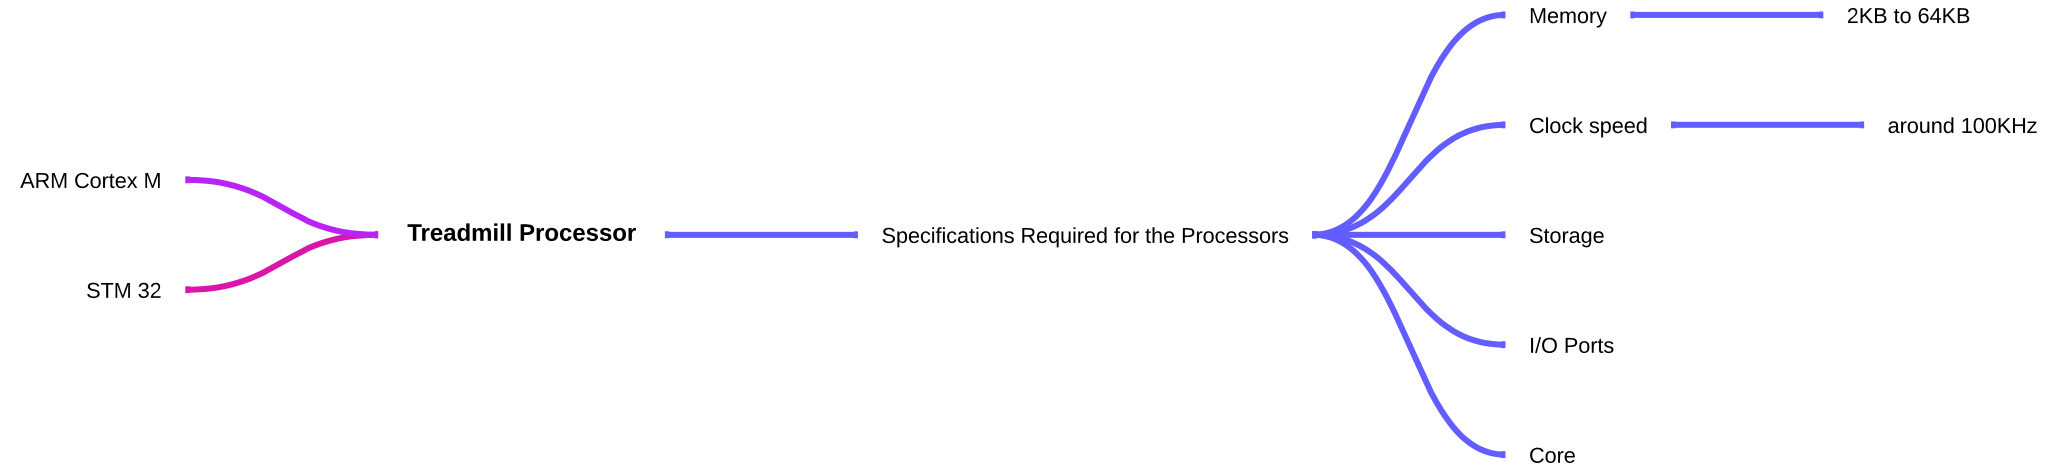 ARM Cortex M
STM 32
Treadmill Processor
Specifications Required for the Processors
Memory
2KB to 64KB
Clock speed
around 100KHz
Storage
I/O Ports
Core